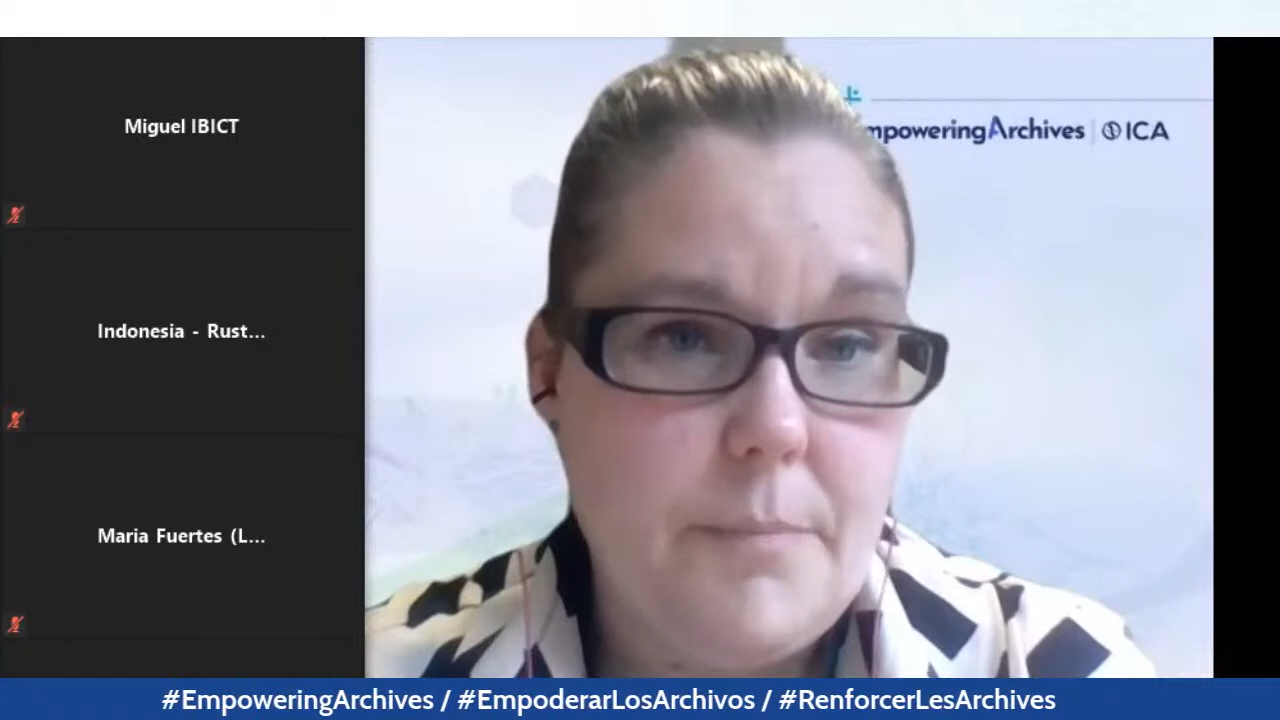 Miguel IBICT
Indonesia - Rust...
Maria Fuertes (L...
mpoweringArchives | ICA
#EmpoweringArchives / #EmpoderarLosArchivos / #RenforcerLesArchives